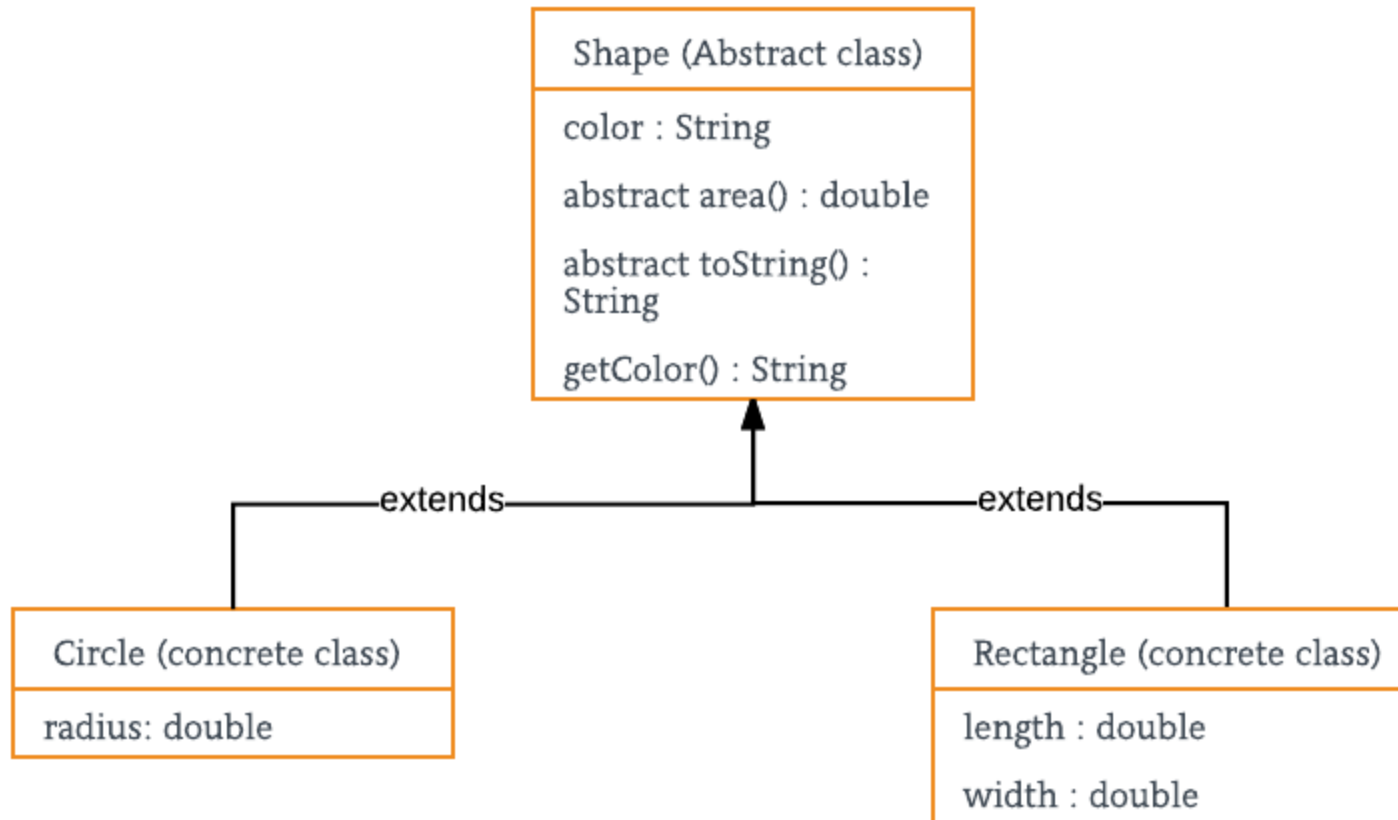 Shape (Abstract class)
color : String
abstract area() : double
abstract toString() :
String
getColor() : String
extends
extends
Circle (concrete class)
radius: double
Rectangle (concrete class)
length : double
width : double